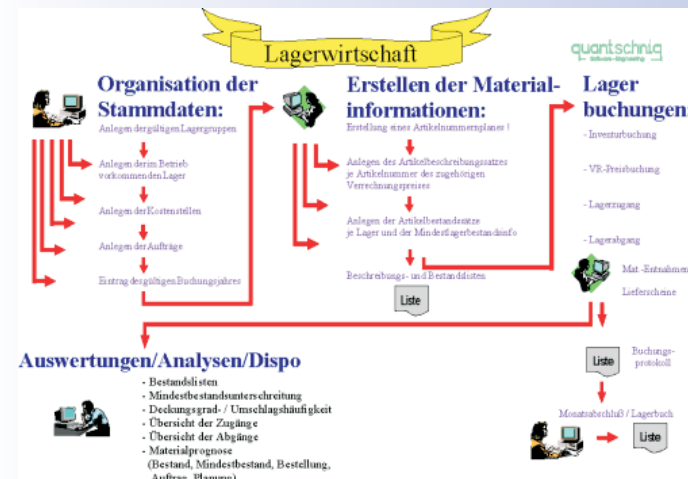 Lagerwirtschaft
quantschnig
Software-Engineering
Organisation der
Stammdaten:
Anlegen der gültigen Lagergruppen
Anlegen der im Betrieb
vorkommenden Lager
Anlegen der Kostenstellen
Anlegen der Aufträge
Eintrag des gültigen Buchungsjahres
Erstellen der Material-
informationen:
Erstellung eines Artikelnummernplanes !
Anlegen des Artikelbeschreibungssatzes
je Artikelnummer des zugehörigen
Verrechnungspreises
Anlegen der Artikelbestandsätze
je Lager und der Mindestlagerbestandsinfo
Beschreibungs- und Bestandslisten
Liste
Lager
buchungen:
- Inventurbuchung
- VR-Preisbuchung
- Lagerzugang
- Lagerabgang
Mat.-Entnahmen
Lieferscheine
Liste
Buchungs-
protokoll
Monatsabschluß / Lagerbuch
Liste
Auswertungen/Analysen/Dispo
- Bestandslisten
- Mindestbestandsunterschreitung
- Deckungsgrad- / Umschlagshäufigkeit
- Übersicht der Zugänge
- Übersicht der Abgänge
- Materialprognose
(Bestand, Mindestbestand, Bestellung,
Auftrag, Planung)